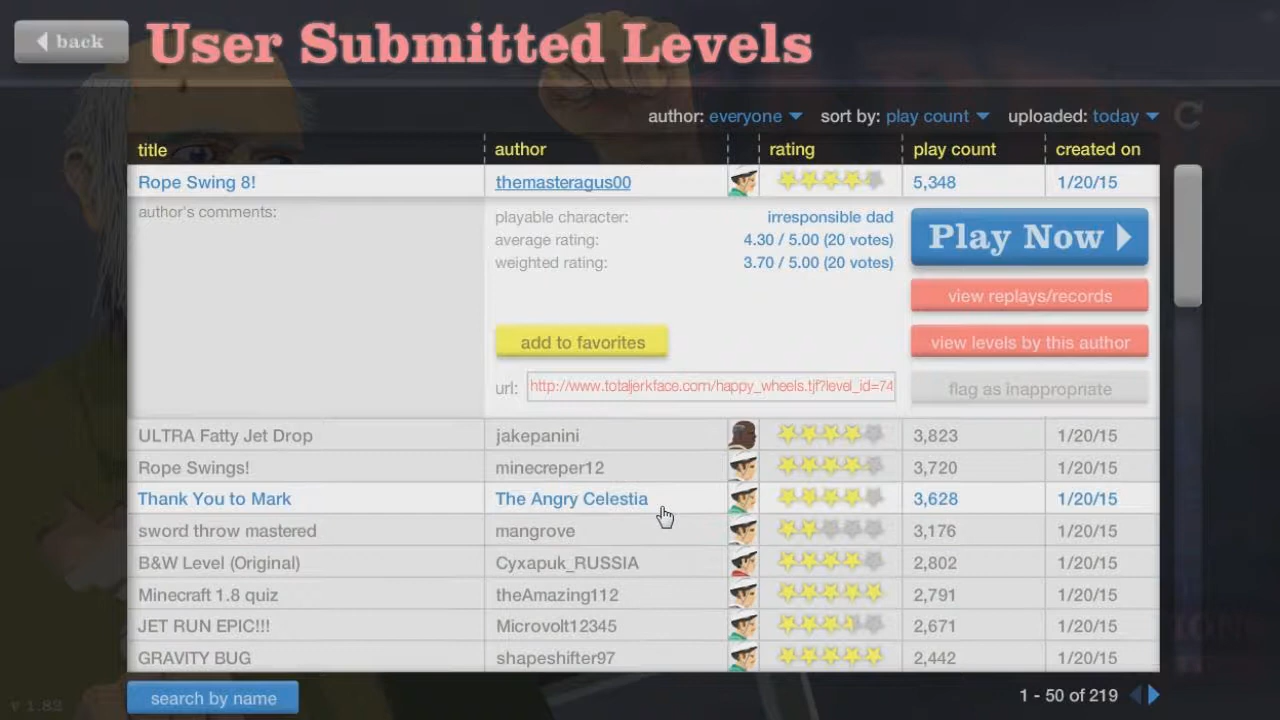 back
User Submitted Levels
author: everyone sort by: play count uploaded: today
title author rating play count created on
Rope Swing 8! themasteragus00 5,348 1/20/15
author's comments:
playable character: irresponsible dad
average rating: 4.30 / 5.00 (20 votes)
weighted rating: 3.70 / 5.00 (20 votes)
Play Now
view replays/records
add to favorites
view levels by this author
url: http://www.totaljerkface.com/happy_wheels.tjf?level_id=74
flag as inappropriate
ULTRA Fatty Jet Drop jakepanini 3,823 1/20/15
Rope Swings! minecreper12 3,720 1/20/15
Thank You to Mark The Angry Celestia 3,628 1/20/15
sword throw mastered mangrove 3,176 1/20/15
B&W Level (Original) Cyxapuk_RUSSIA 2,802 1/20/15
Minecraft 1.8 quiz theAmazing112 2,791 1/20/15
JET RUN EPIC!!! Microvolt12345 2,671 1/20/15
GRAVITY BUG shapeshifter97 2,442 1/20/15
search by name
1 - 50 of 219